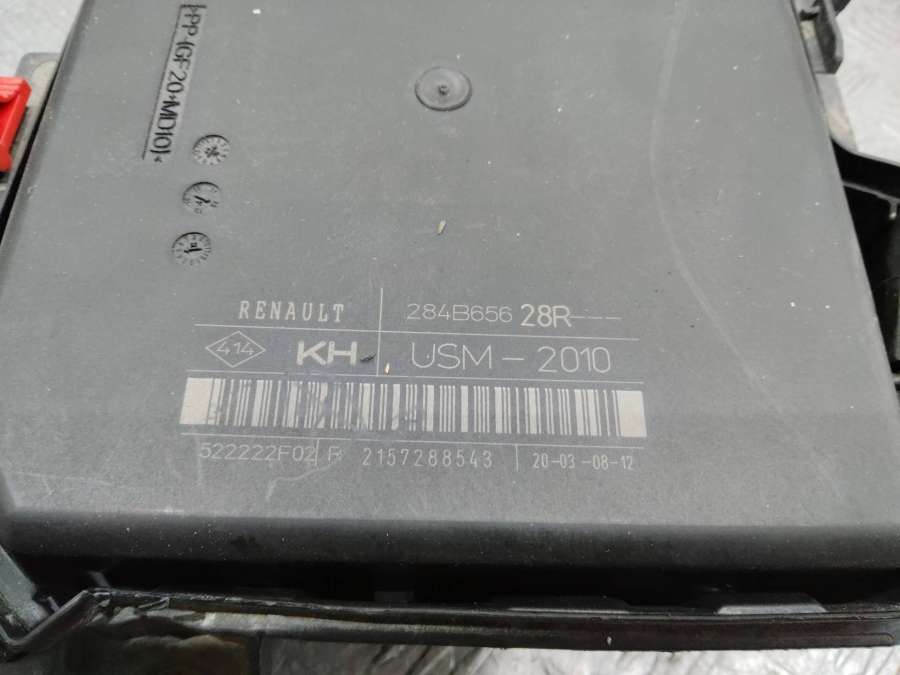 >PP-(GF20+MD10)<
RENAULT 284B656 28R---
414 KH USM-2010
522222F02 R 2157288543 20-03-08-12